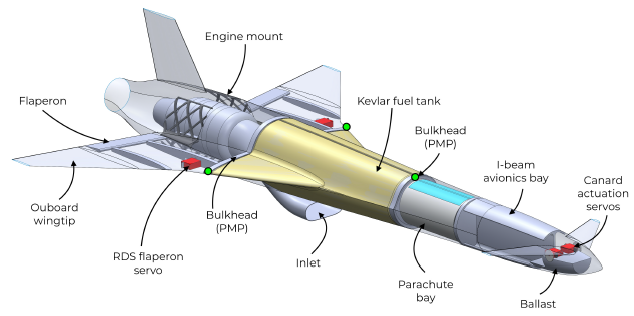 Engine mount
Flaperon
Kevlar fuel tank
Bulkhead
(PMP)
I-beam
avionics bay
Canard
actuation
servos
Ouboard
wingtip
Bulkhead
(PMP)
RDS flaperon
servo
Inlet
Parachute
bay
Ballast